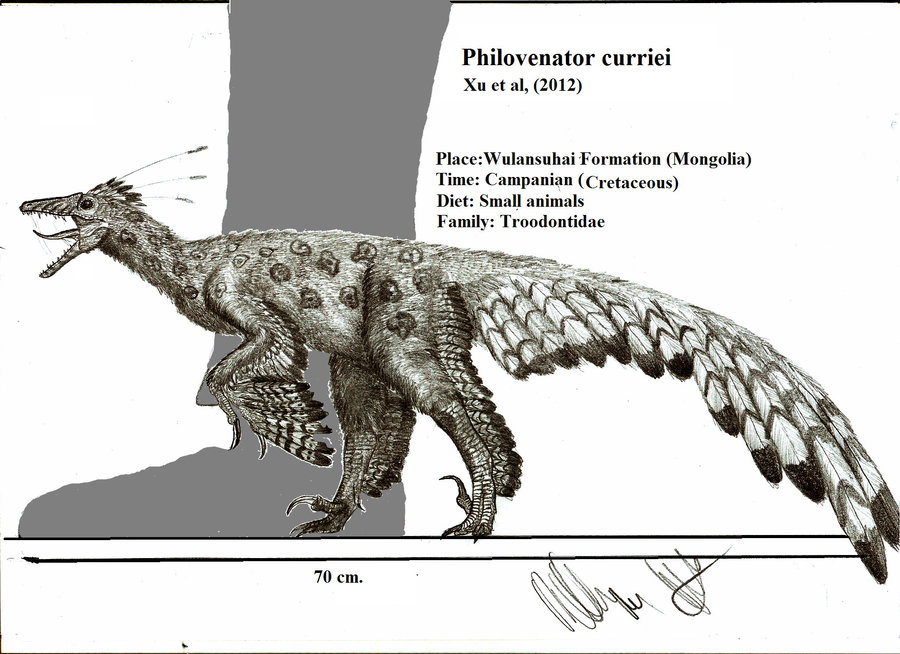 Philovenator curriei
Xu et al, (2012)
Place:Wulansuhai Formation (Mongolia)
Time: Campanian (Cretaceous)
Diet: Small animals
Family: Troodontidae
70 cm.